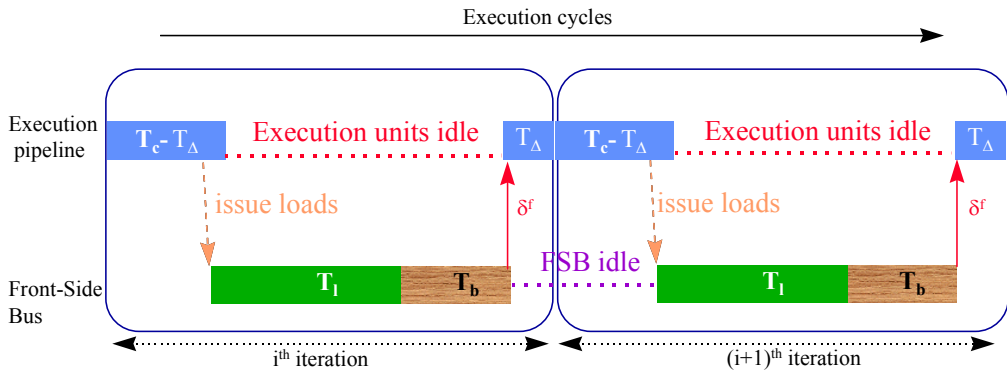 Execution cycles
Execution
pipeline
Tc- TΔ
Execution units idle
TΔ
Tc- TΔ
Execution units idle
TΔ
issue loads
δf
issue loads
δf
FSB idle
Front-Side
Bus
Tl
Tb
Tl
Tb
ith iteration
(i+1)th iteration